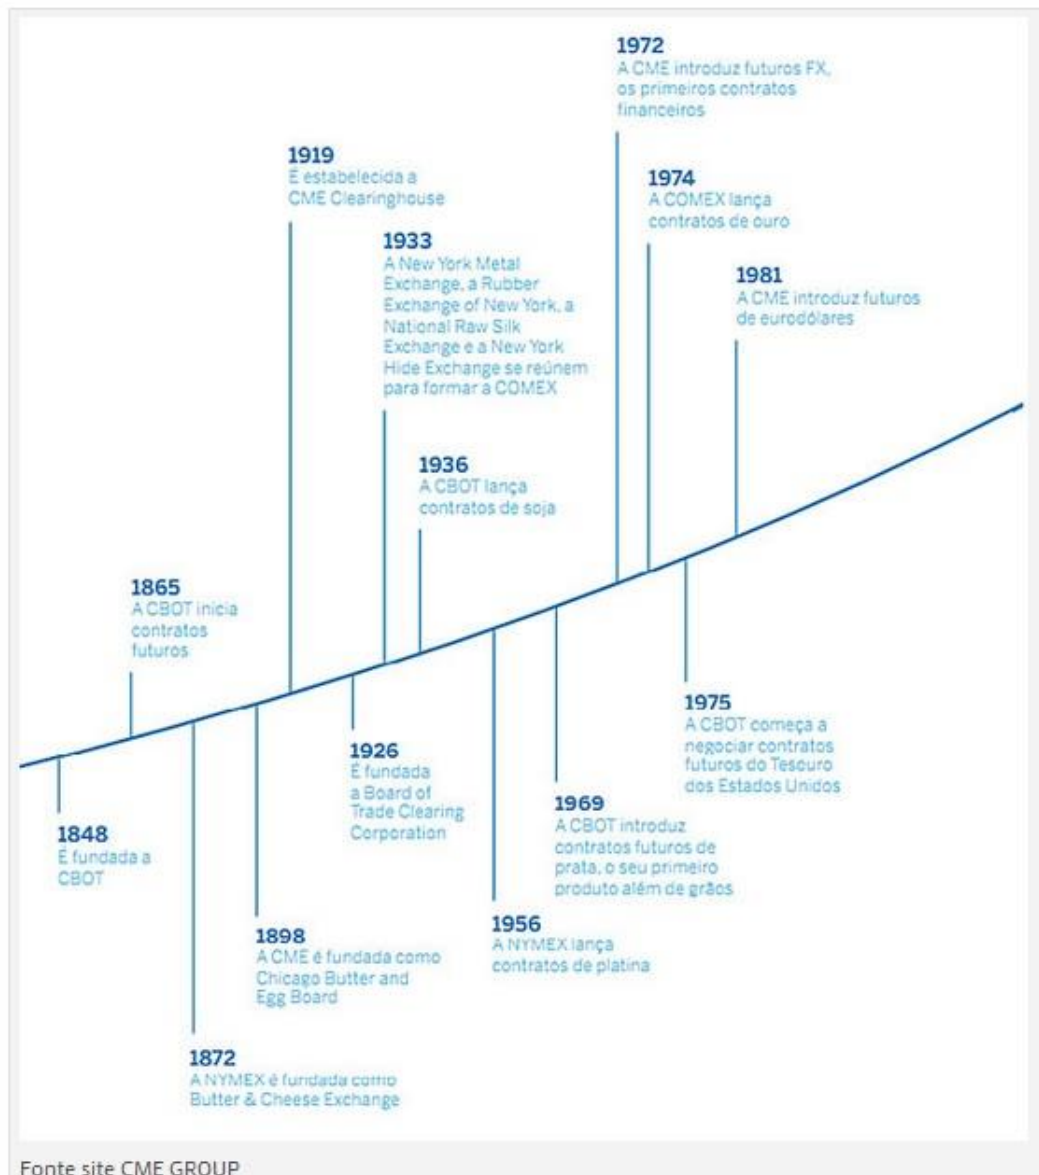 1972
A CME introduz futuros FX,
os primeiros contratos
financeiros
1919
É estabelecida a
CME Clearinghouse
1974
A COMEX lança
contratos de ouro
1933
A New York Metal
Exchange, a Rubber
Exchange of New York, a
National Raw Silk
Exchange e a New York
Hide Exchange se reúnem
para formar a COMEX
1981
A CME introduz futuros
de eurodólares
1936
A CBOT lança
contratos de soja
1865
A CBOT inicia
contratos
futuros
1975
A CBOT começa a
negociar contratos
futuros do Tesouro
dos Estados Unidos
1926
É fundada
a Board of
Trade Clearing
Corporation
1969
A CBOT introduz
contratos futuros de
prata, o seu primeiro
produto além de grãos
1848
É fundada a
CBOT
1956
A NYMEX lança
contratos de platina
1898
A CME é fundada como
Chicago Butter and
Egg Board
1872
A NYMEX é fundada como
Butter & Cheese Exchange
Fonte site CME GROUP